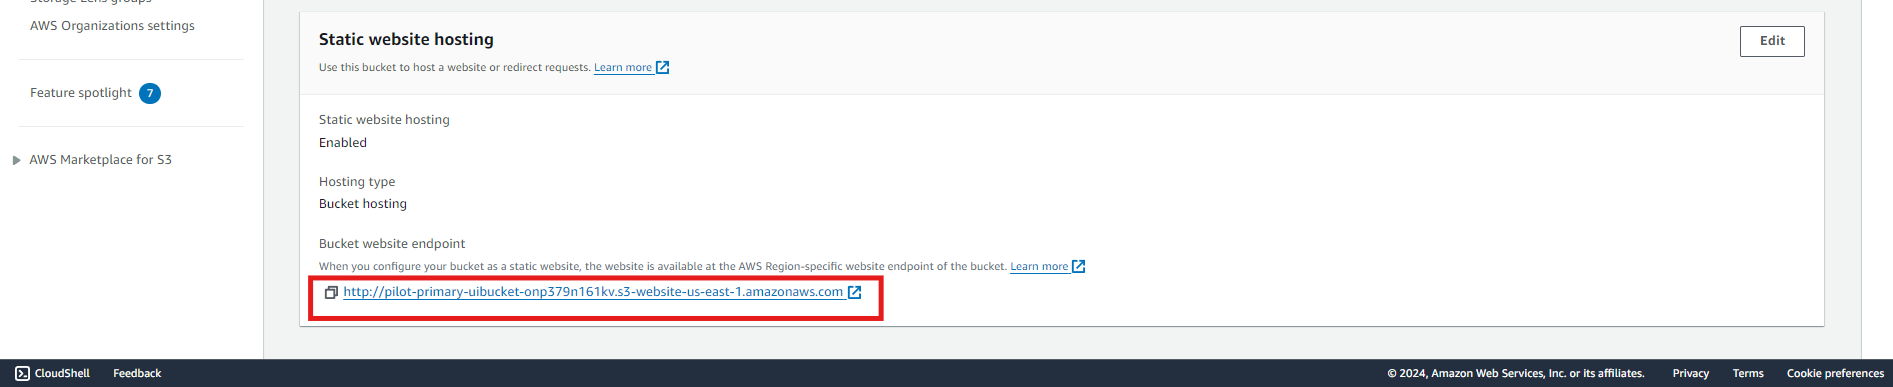 Storage Lens groups
AWS Organizations settings
Feature spotlight 7
AWS Marketplace for S3
Static website hosting
Edit
Use this bucket to host a website or redirect requests. Learn more
Static website hosting
Enabled
Hosting type
Bucket hosting
Bucket website endpoint
When you configure your bucket as a static website, the website is available at the AWS Region-specific website endpoint of the bucket. Learn more
http://pilot-primary-uibucket-onp379n161kv.s3-website-us-east-1.amazonaws.com
CloudShell Feedback © 2024, Amazon Web Services, Inc. or its affiliates. Privacy Terms Cookie preferences